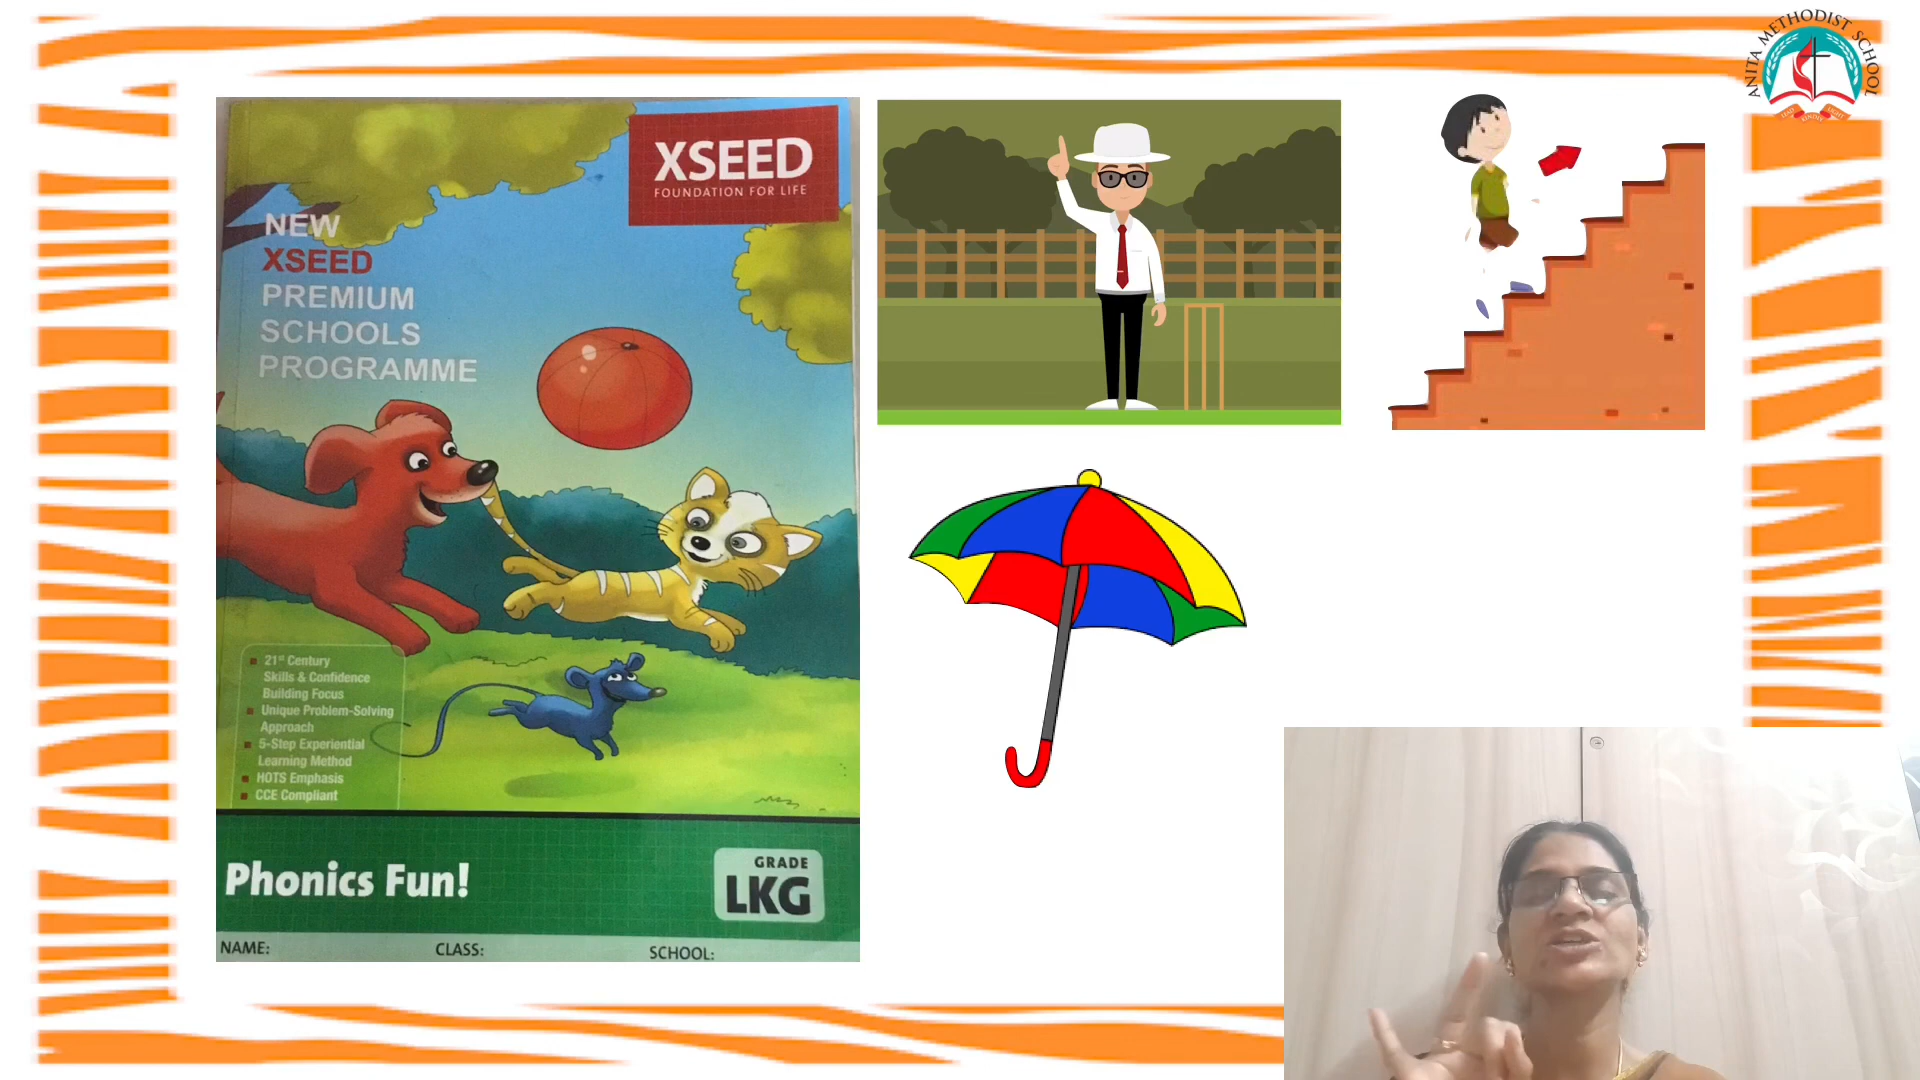 ANITA METHODIST SCHOOL
XSEED
FOUNDATION FOR LIFE
NEW
XSEED
PREMIUM
SCHOOLS
PROGRAMME
21st Century
Skills & Confidence
Building Focus
Unique Problem-Solving
Approach
5-Step Experiential
Learning Method
HOTS Emphasis
CCE Compliant
Phonics Fun!
GRADE
LKG
NAME: CLASS: SCHOOL: